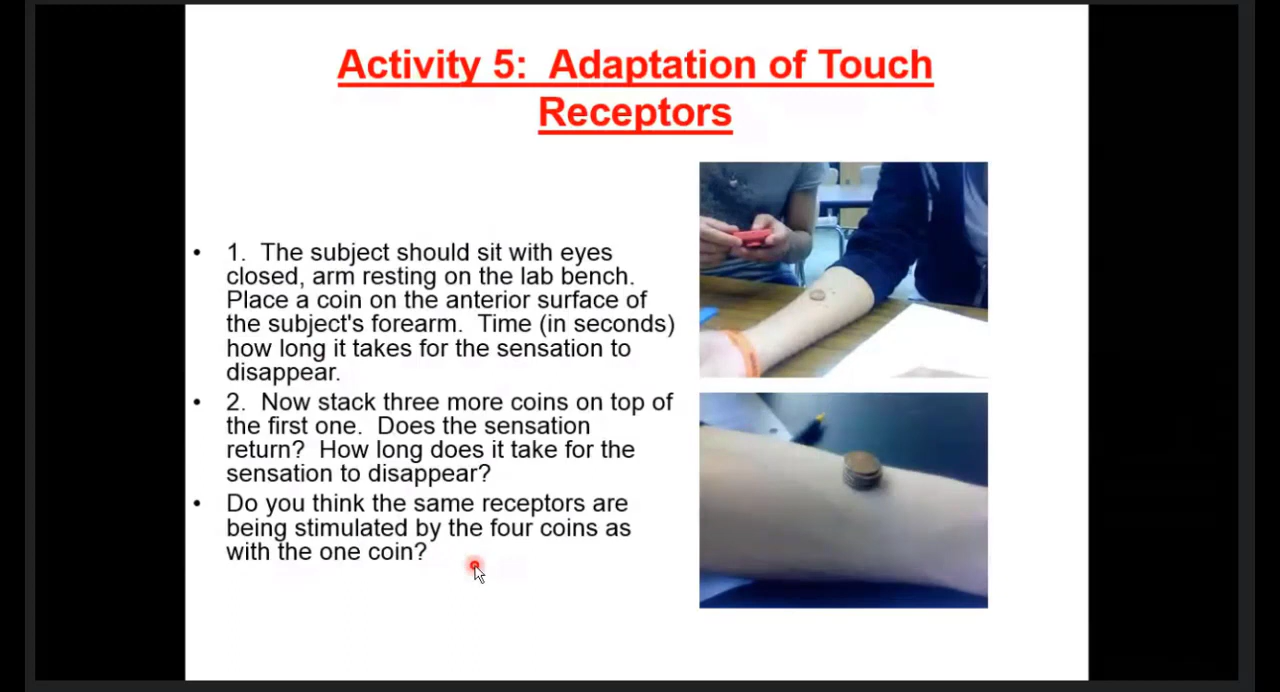 Activity 5: Adaptation of Touch
Receptors
• 1. The subject should sit with eyes
closed, arm resting on the lab bench.
Place a coin on the anterior surface of
the subject's forearm. Time (in seconds)
how long it takes for the sensation to
disappear.
• 2. Now stack three more coins on top of
the first one. Does the sensation
return? How long does it take for the
sensation to disappear?
• Do you think the same receptors are
being stimulated by the four coins as
with the one coin?